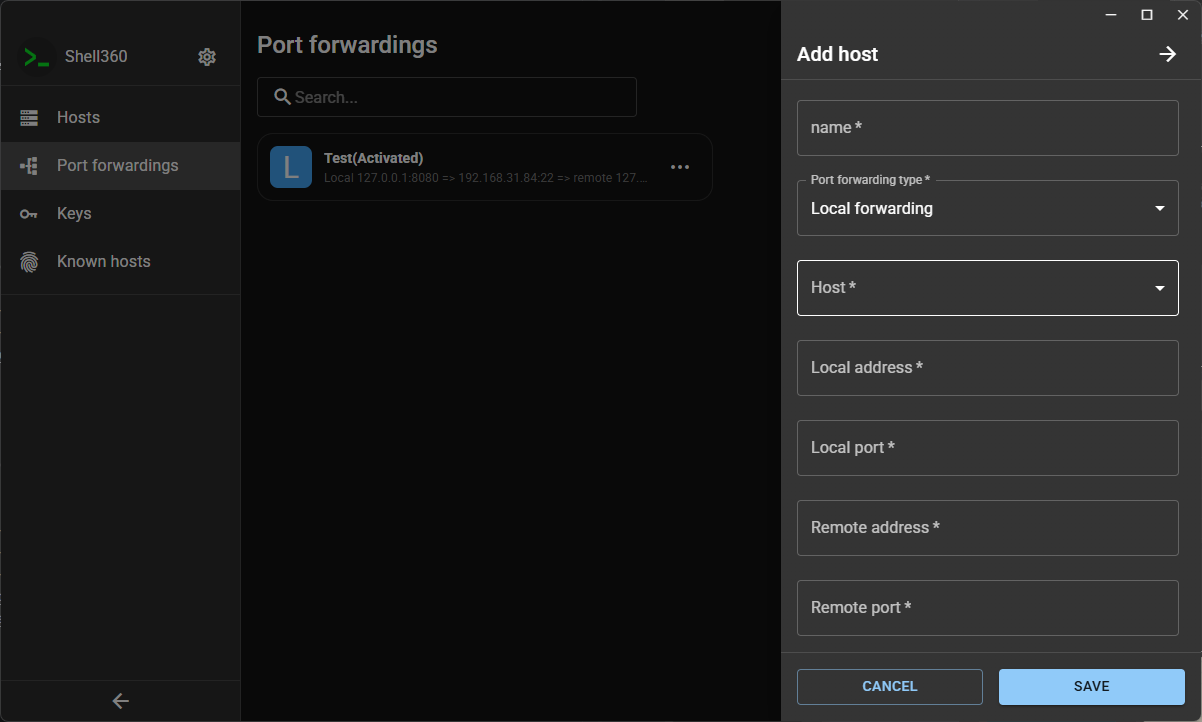 Shell360
Hosts
Port forwardings
Keys
Known hosts
Port forwardings
Search...
L
Test(Activated)
Local 127.0.0.1:8080 => 192.168.31.84:22 => remote 127....
Add host
name *
Port forwarding type *
Local forwarding
Host *
Local address *
Local port *
Remote address *
Remote port *
CANCEL
SAVE